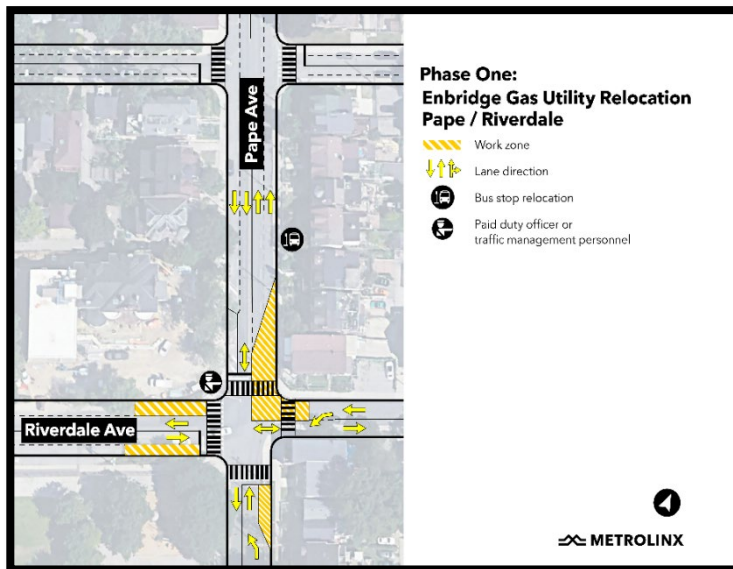 Phase One:
Enbridge Gas Utility Relocation
Pape / Riverdale
Work zone
Lane direction
Bus stop relocation
Paid duty officer or
traffic management personnel
Pape Ave
Riverdale Ave
METROLINX